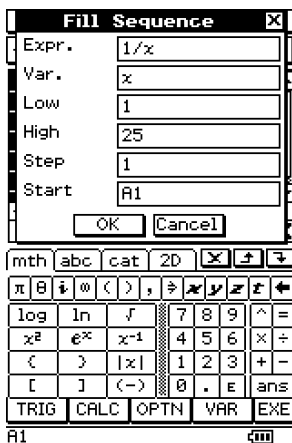 Fill Sequence X
Expr. 1/x
Var. x
Low 1
High 25
Step 1
Start A1
OK Cancel
mth abc cat 2D
π θ i ∞ ( ) , ⇒ x y z t ←
log ln √ 7 8 9 ^ =
x² eˣ x⁻¹ 4 5 6 × ÷
{ } |x| 1 2 3 + −
[ ] (−) 0 . E ans
TRIG CALC OPTN VAR EXE
A1